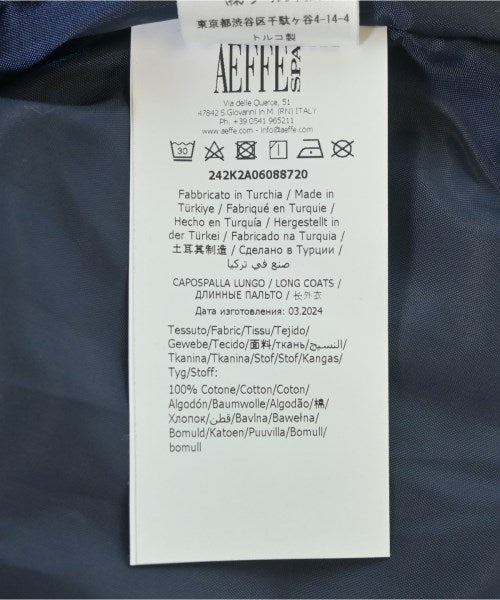 東京都渋谷区千駄ヶ谷4-14-4
トルコ製
AEFFE SPA
Via delle Querce, 51
47842 S.Giovanni in M. (RN) ITALY
Ph. +39.0541 965211
www.aeffe.com - info@aeffe.com
30
242K2A06088720
Fabbricato in Turchia / Made in
Türkiye / Fabriqué en Turquie /
Hecho en Turquía / Hergestellt in
der Türkei / Fabricado na Turquia /
土耳其制造 / Сделано в Турции /
صنع في تركيا
CAPOSPALLA LUNGO / LONG COATS /
ДЛИННЫЕ ПАЛЬТО / 长外衣
Дата изготовления: 03.2024
Tessuto/Fabric/Tissu/Tejido/
Gewebe/Tecido/面料/ткань/النسيج/
Tkanina/Tkanina/Stof/Stof/Kangas/
Tyg/Stoff:
100% Cotone/Cotton/Coton/
Algodón/Baumwolle/Algodão/棉/
Хлопок/قطن/Bavlna/Bawełna/
Bomuld/Katoen/Puuvilla/Bomull/
bomull